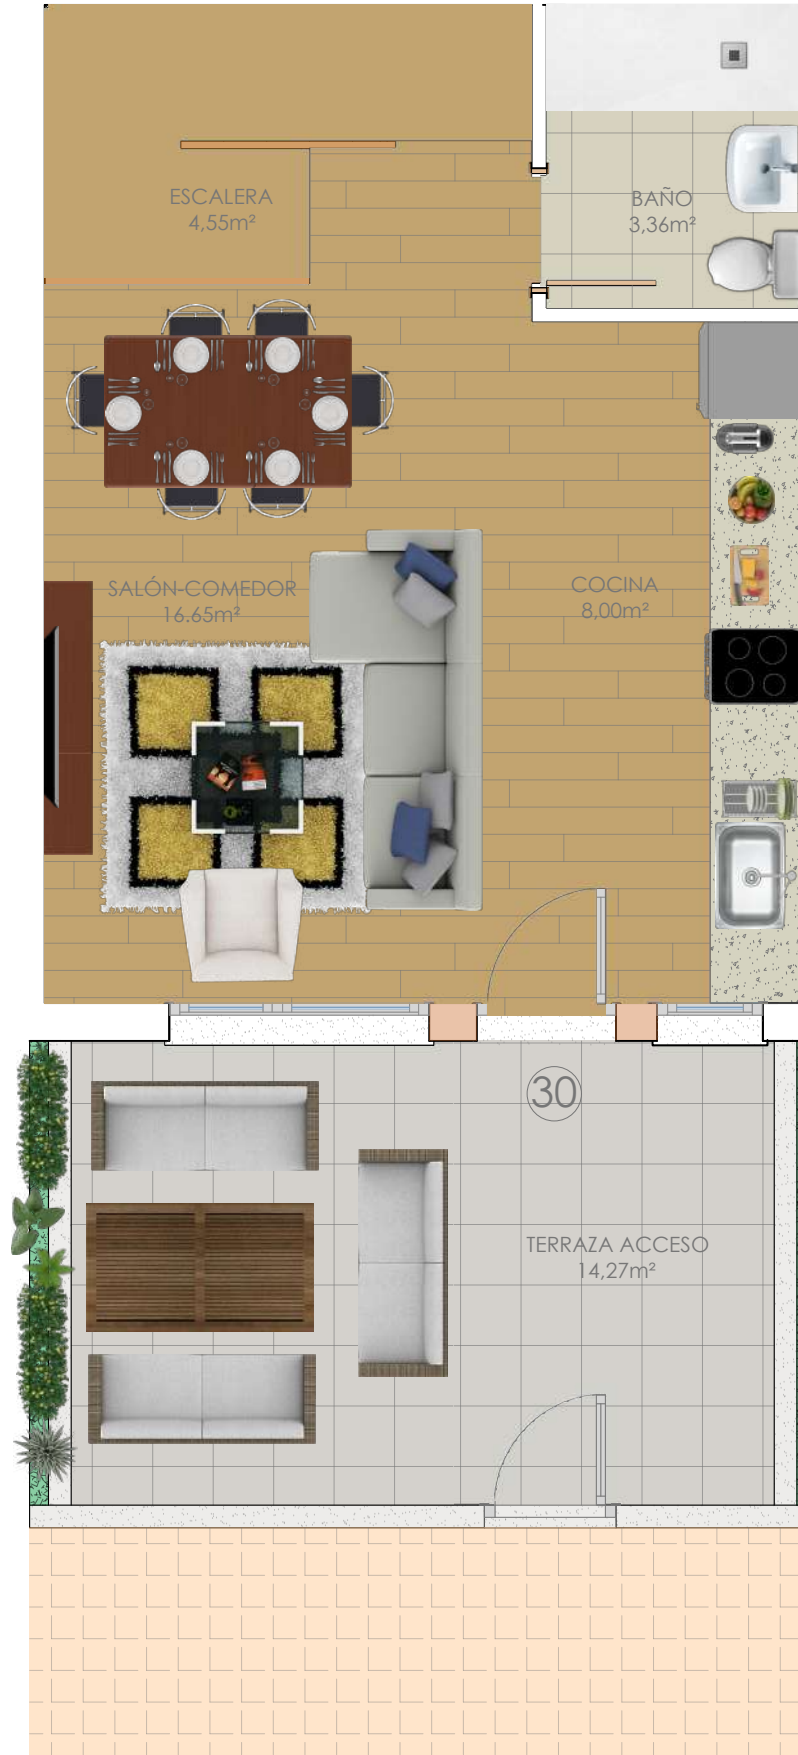 ESCALERA
4,55m²
BAÑO
3,36m²
SALÓN-COMEDOR
16.65m²
COCINA
8,00m²
30
TERRAZA ACCESO
14,27m²